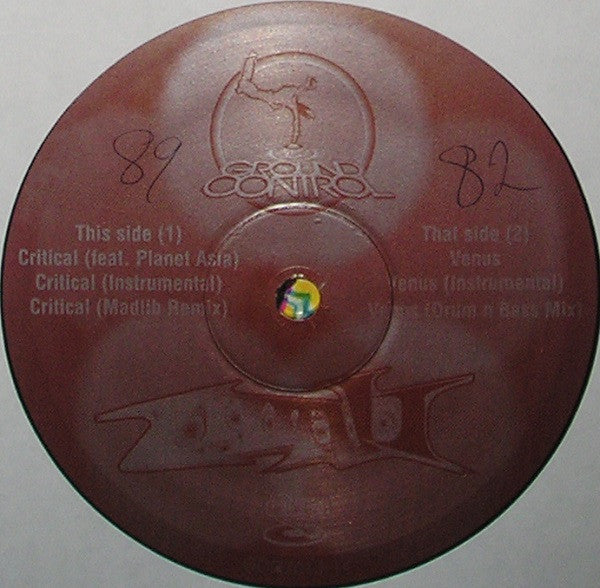 GROUND
CONTROL
89
82
This side (1)
Critical (feat. Planet Asia)
Critical (Instrumental)
Critical (Madlib Remix)
That side (2)
Venus
Venus (Instrumental)
Venus (Drum n Bass Mix)